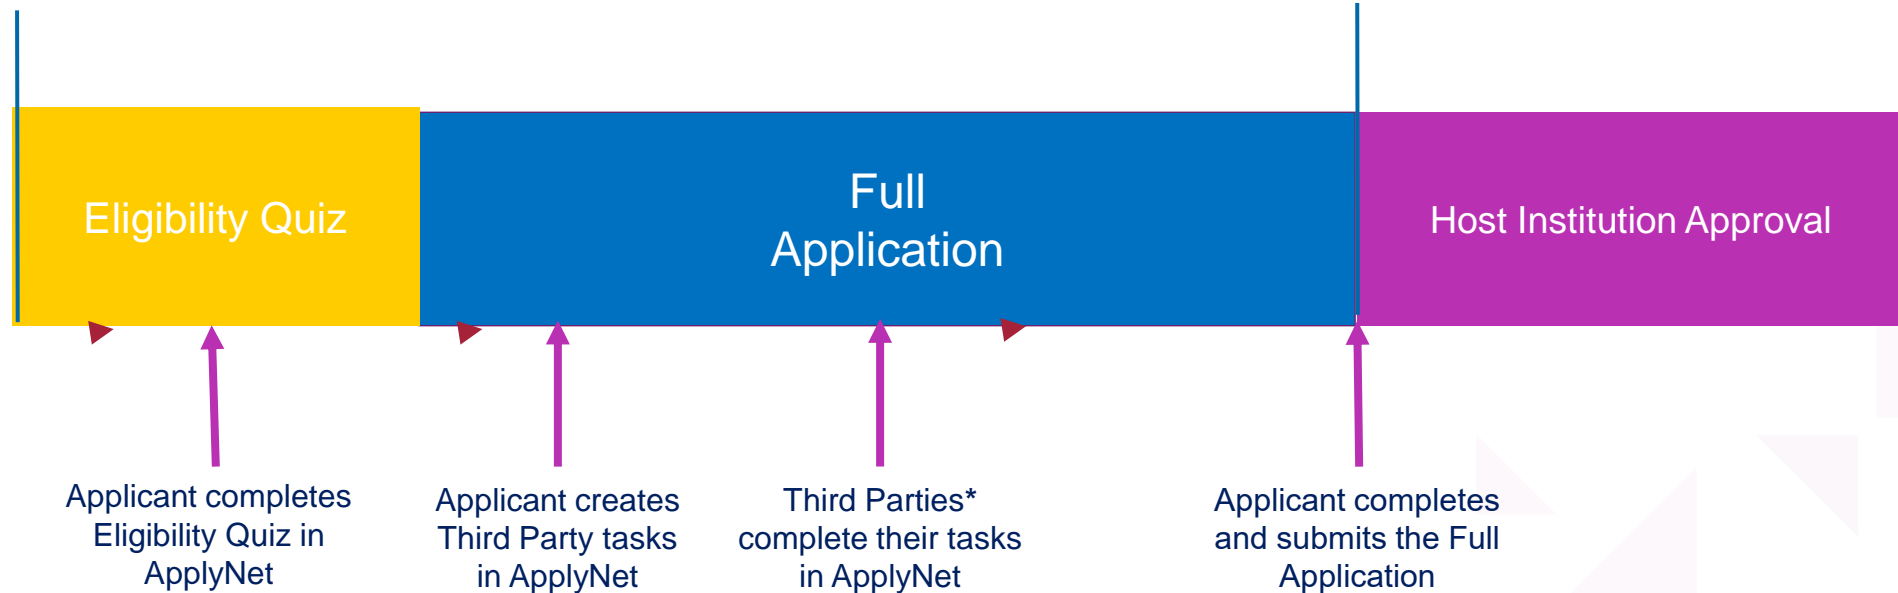 Eligibility Quiz
Full
Application
Host Institution Approval
Applicant completes
Eligibility Quiz in
ApplyNet
Applicant creates
Third Party tasks
in ApplyNet
Third Parties*
complete their tasks
in ApplyNet
Applicant completes
and submits the Full
Application